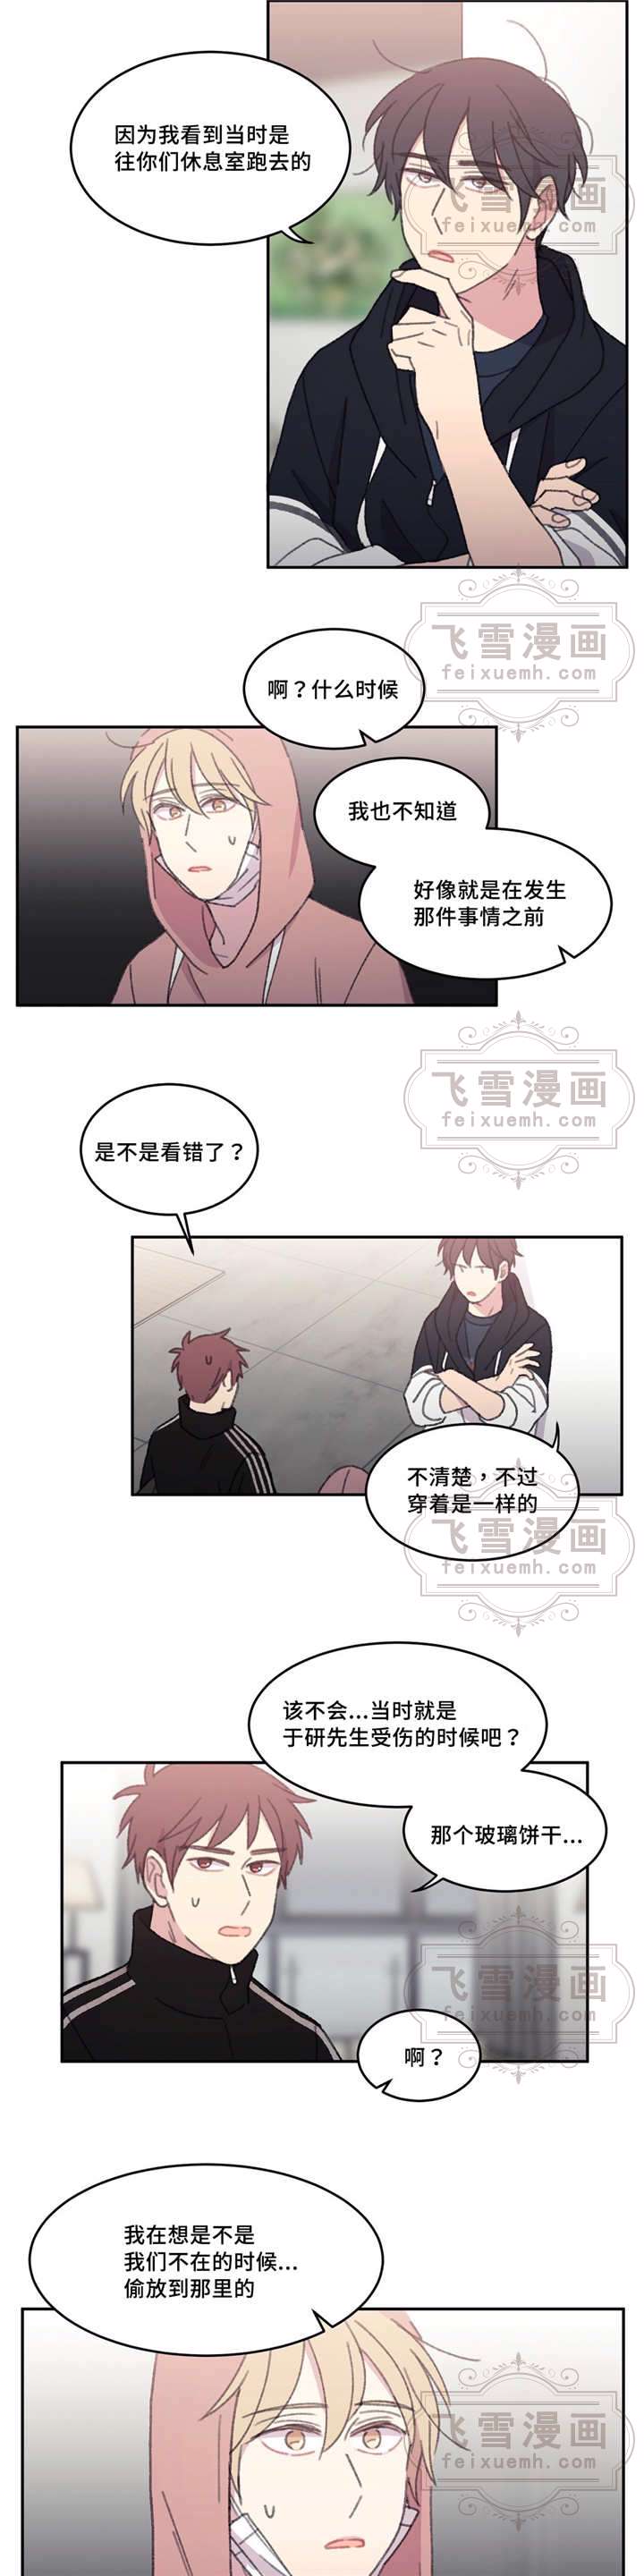 因为我看到当时是
往你们休息室跑去的
飞雪漫画
feixuemh.com
飞雪漫画
feixuemh.com
啊？什么时候
我也不知道
好像就是在发生
那件事情之前
飞雪漫画
feixuemh.com
是不是看错了？
不清楚，不过
穿着是一样的
飞雪漫画
feixuemh.com
该不会...当时就是
于研先生受伤的时候吧？
那个玻璃饼干...
飞雪漫画
feixuemh.com
啊？
我在想是不是
我们不在的时候...
偷放到那里的
飞雪漫画
feixuemh.com